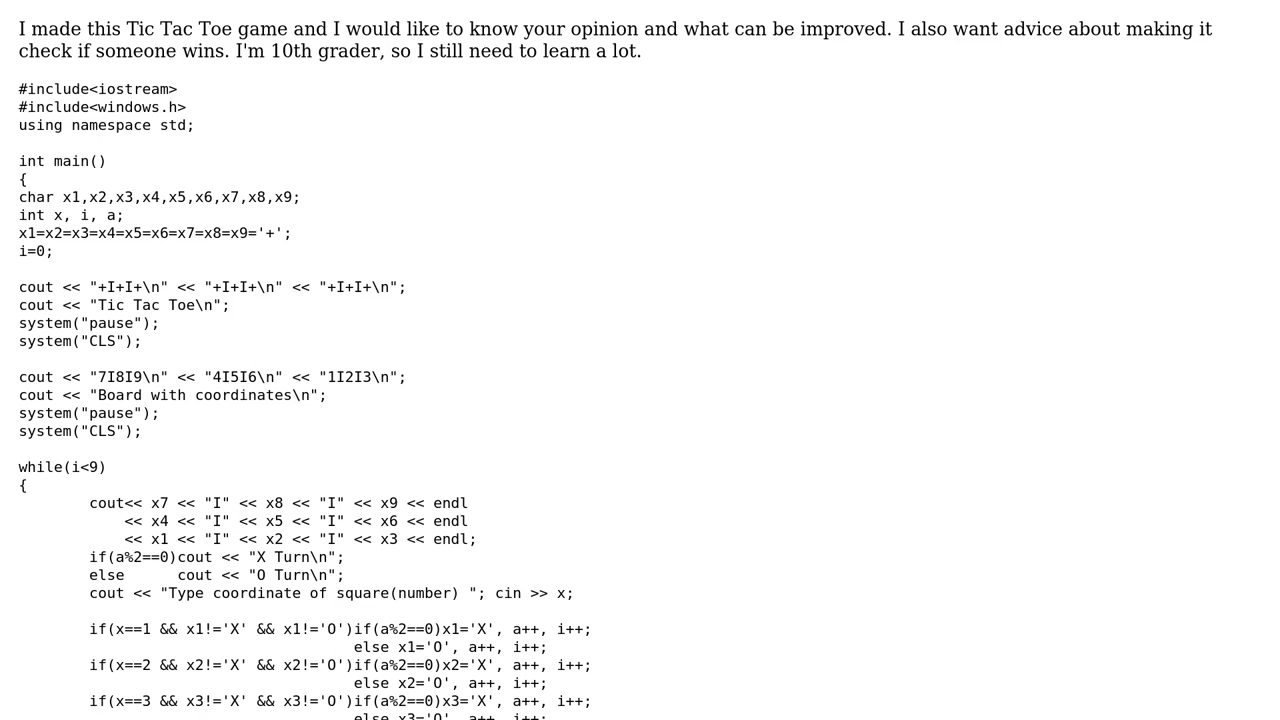 I made this Tic Tac Toe game and I would like to know your opinion and what can be improved. I also want advice about making it
check if someone wins. I'm 10th grader, so I still need to learn a lot.
#include<iostream>
#include<windows.h>
using namespace std;
int main()
{
char x1,x2,x3,x4,x5,x6,x7,x8,x9;
int x, i, a;
x1=x2=x3=x4=x5=x6=x7=x8=x9='+';
i=0;
cout << "+I+I+\n" << "+I+I+\n" << "+I+I+\n";
cout << "Tic Tac Toe\n";
system("pause");
system("CLS");
cout << "7I8I9\n" << "4I5I6\n" << "1I2I3\n";
cout << "Board with coordinates\n";
system("pause");
system("CLS");
while(i<9)
{
        cout<< x7 << "I" << x8 << "I" << x9 << endl
            << x4 << "I" << x5 << "I" << x6 << endl
            << x1 << "I" << x2 << "I" << x3 << endl;
        if(a%2==0)cout << "X Turn\n";
        else      cout << "O Turn\n";
        cout << "Type coordinate of square(number) "; cin >> x;
        if(x==1 && x1!='X' && x1!='O')if(a%2==0)x1='X', a++, i++;
                                      else x1='O', a++, i++;
        if(x==2 && x2!='X' && x2!='O')if(a%2==0)x2='X', a++, i++;
                                      else x2='O', a++, i++;
        if(x==3 && x3!='X' && x3!='O')if(a%2==0)x3='X', a++, i++;
                                      else x3='O', a++, i++;